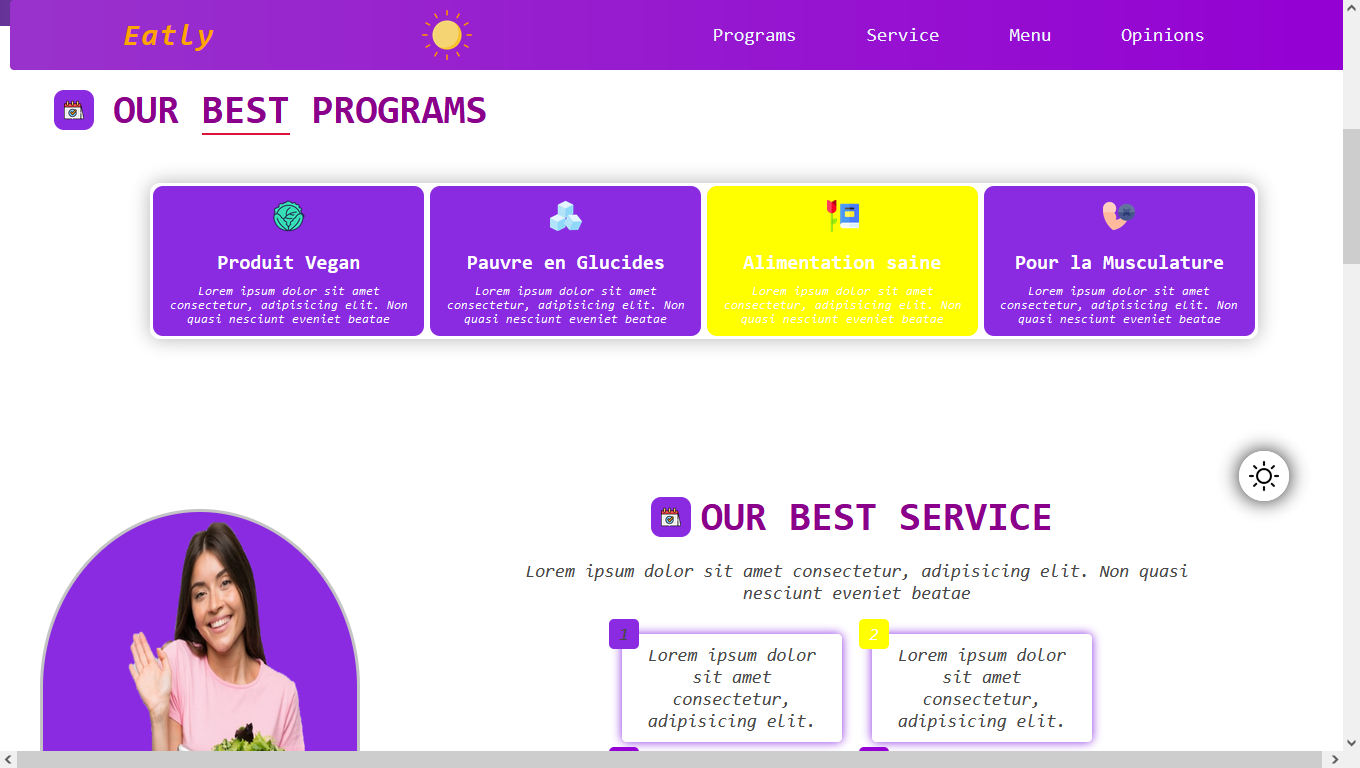 Eatly
Programs
Service
Menu
Opinions
OUR BEST PROGRAMS
Produit Vegan
Lorem ipsum dolor sit amet
consectetur, adipisicing elit. Non
quasi nesciunt eveniet beatae
Pauvre en Glucides
Lorem ipsum dolor sit amet
consectetur, adipisicing elit. Non
quasi nesciunt eveniet beatae
Alimentation saine
Lorem ipsum dolor sit amet
consectetur, adipisicing elit. Non
quasi nesciunt eveniet beatae
Pour la Musculature
Lorem ipsum dolor sit amet
consectetur, adipisicing elit. Non
quasi nesciunt eveniet beatae
OUR BEST SERVICE
Lorem ipsum dolor sit amet consectetur, adipisicing elit. Non quasi
nesciunt eveniet beatae
1
Lorem ipsum dolor
sit amet
consectetur,
adipisicing elit.
2
Lorem ipsum dolor
sit amet
consectetur,
adipisicing elit.